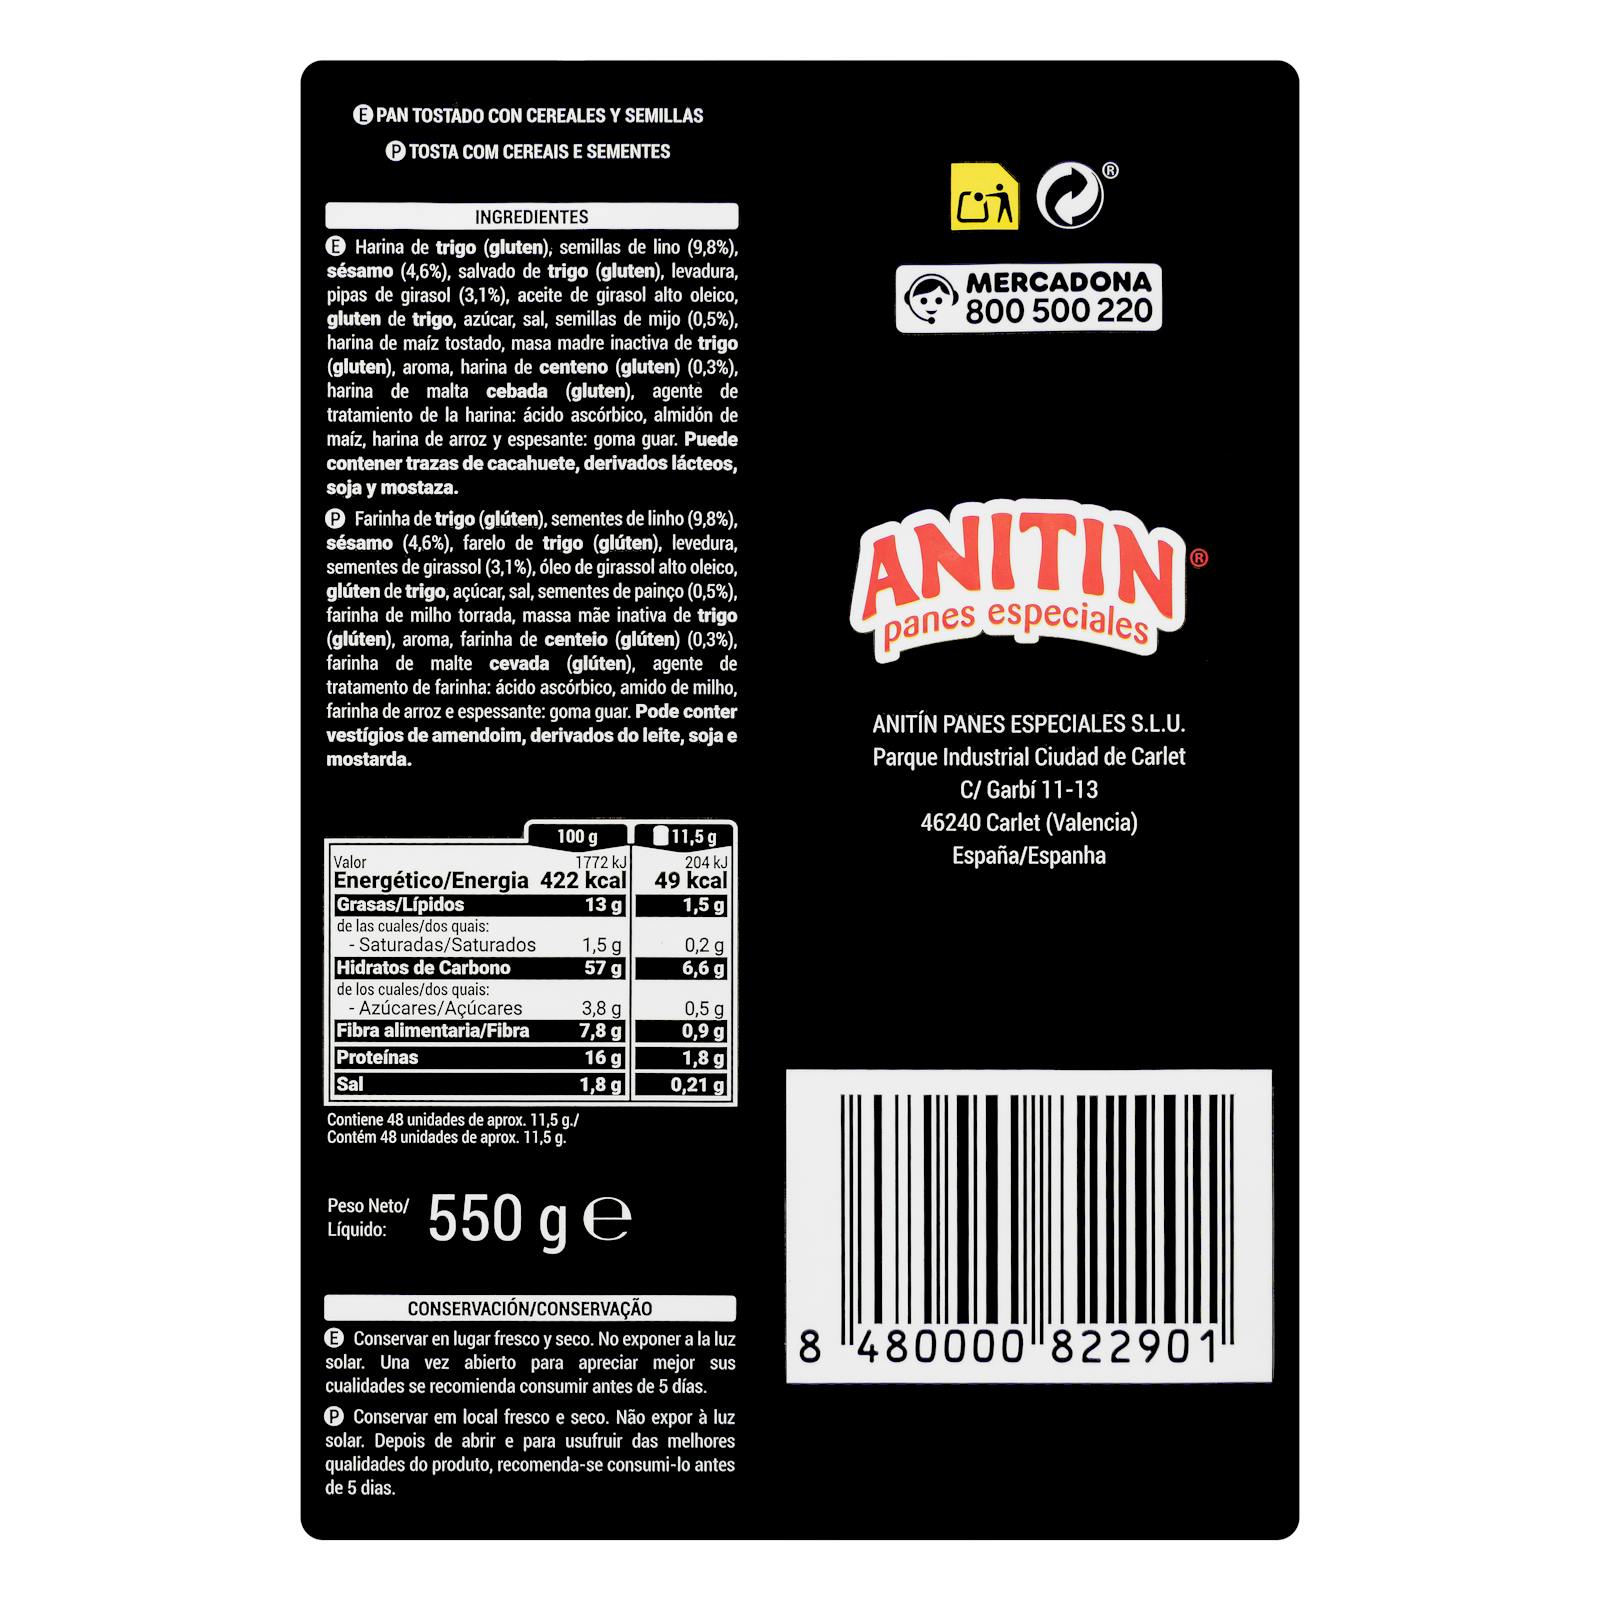 E PAN TOSTADO CON CEREALES Y SEMILLAS
P TOSTA COM CEREAIS E SEMENTES
INGREDIENTES
E Harina de trigo (gluten), semillas de lino (9,8%),
sésamo (4,6%), salvado de trigo (gluten), levadura,
pipas de girasol (3,1%), aceite de girasol alto oleico,
gluten de trigo, azúcar, sal, semillas de mijo (0,5%),
harina de maíz tostado, masa madre inactiva de trigo
(gluten), aroma, harina de centeno (gluten) (0,3%),
harina de malta cebada (gluten), agente de
tratamiento de la harina: ácido ascórbico, almidón de
maíz, harina de arroz y espesante: goma guar. Puede
contener trazas de cacahuete, derivados lácteos,
soja y mostaza.
P Farinha de trigo (glúten), sementes de linho (9,8%),
sésamo (4,6%), farelo de trigo (glúten), levedura,
sementes de girassol (3,1%), óleo de girassol alto oleico,
glúten de trigo, açúcar, sal, sementes de painço (0,5%),
farinha de milho torrada, massa mãe inativa de trigo
(glúten), aroma, farinha de centeio (glúten) (0,3%),
farinha de malte cevada (glúten), agente de
tratamento de farinha: ácido ascórbico, amido de milho,
farinha de arroz e espessante: goma guar. Pode conter
vestígios de amendoim, derivados do leite, soja e
mostarda.
100 g 11,5 g
Valor 1772 kJ 204 kJ
Energético/Energia 422 kcal 49 kcal
Grasas/Lípidos 13 g 1,5 g
de las cuales/dos quais:
- Saturadas/Saturados 1,5 g 0,2 g
Hidratos de Carbono 57 g 6,6 g
de los cuales/dos quais:
- Azúcares/Açúcares 3,8 g 0,5 g
Fibra alimentaria/Fibra 7,8 g 0,9 g
Proteínas 16 g 1,8 g
Sal 1,8 g 0,21 g
Contiene 48 unidades de aprox. 11,5 g./
Contém 48 unidades de aprox. 11,5 g.
Peso Neto/
Líquido: 550 g ℮
CONSERVACIÓN/CONSERVAÇÃO
E Conservar en lugar fresco y seco. No exponer a la luz
solar. Una vez abierto para apreciar mejor sus
cualidades se recomienda consumir antes de 5 días.
P Conservar em local fresco e seco. Não expor à luz
solar. Depois de abrir e para usufruir das melhores
qualidades do produto, recomenda-se consumi-lo antes
de 5 dias.
®
MERCADONA
800 500 220
ANITIN ®
panes especiales
ANITÍN PANES ESPECIALES S.L.U.
Parque Industrial Ciudad de Carlet
C/ Garbí 11-13
46240 Carlet (Valencia)
España/Espanha
8 480000 822901